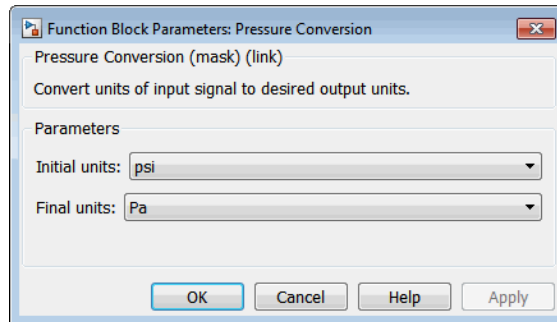 Function Block Parameters: Pressure Conversion
Pressure Conversion (mask) (link)
Convert units of input signal to desired output units.
Parameters
Initial units: psi
Final units: Pa
OK Cancel Help Apply